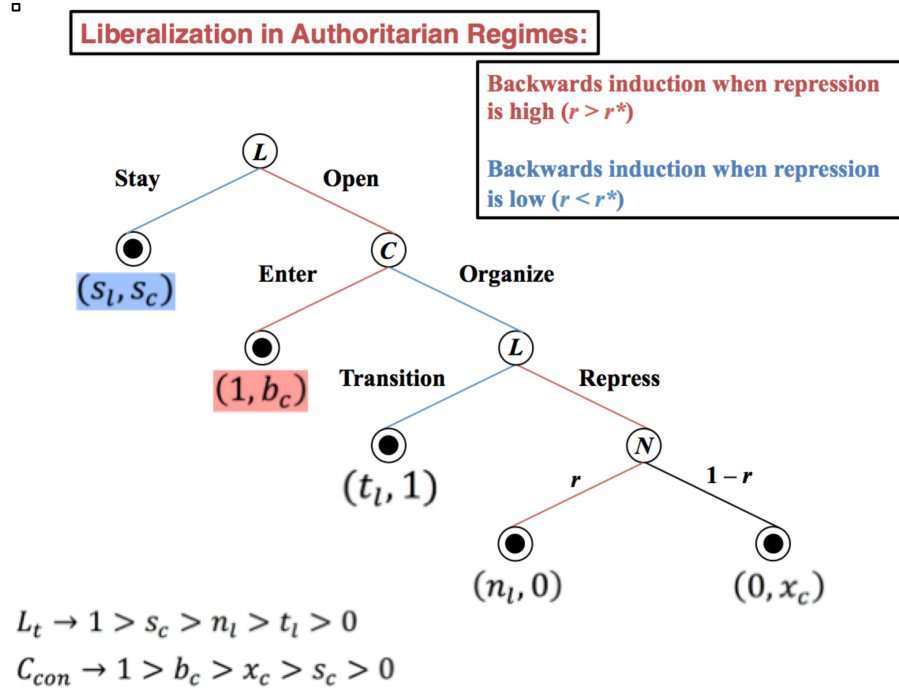 Liberalization in Authoritarian Regimes:
Backwards induction when repression
is high (r > r*)
Backwards induction when repression
is low (r < r*)
L
Stay
Open
C
(s_l, s_c)
Enter
Organize
L
(1, b_c)
Transition
Repress
N
(t_l, 1)
r
1 – r
(n_l, 0)
(0, x_c)
L_t → 1 > s_c > n_l > t_l > 0
C_con → 1 > b_c > x_c > s_c > 0